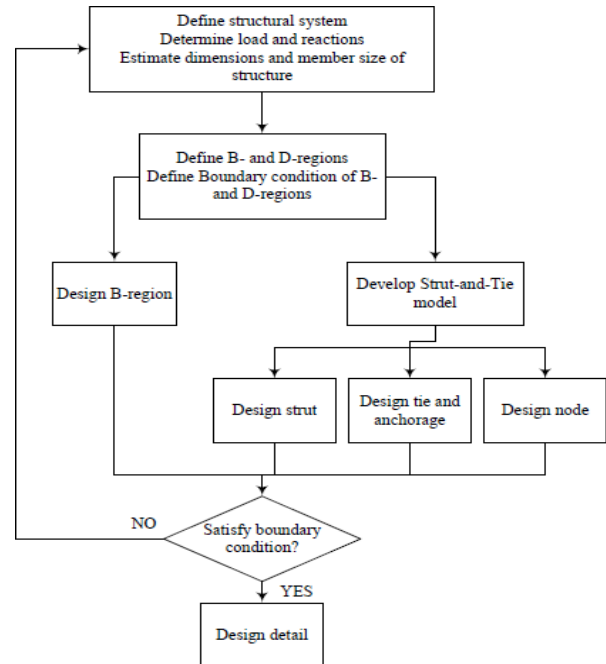 Define structural system
Determine load and reactions
Estimate dimensions and member size of
structure
Define B- and D-regions
Define Boundary condition of B-
and D-regions
Design B-region
Develop Strut-and-Tie
model
Design strut
Design tie and
anchorage
Design node
NO
Satisfy boundary
condition?
YES
Design detail